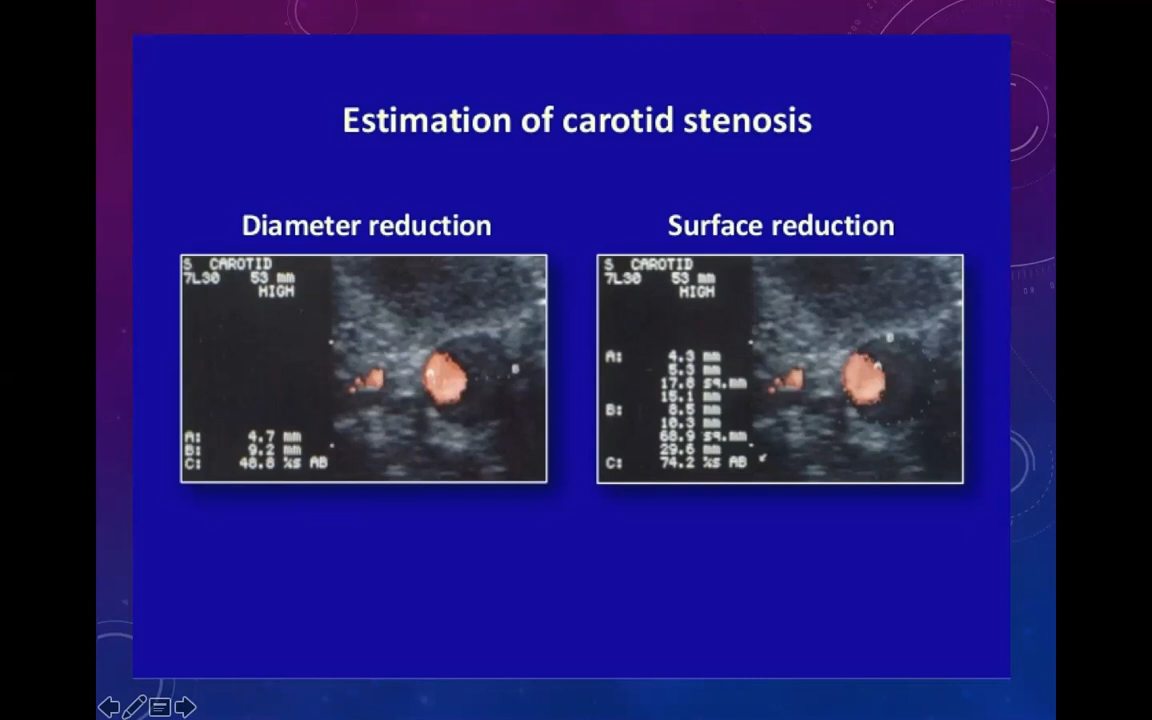 Estimation of carotid stenosis
Diameter reduction
S CAROTID
7L30 53 mm
HIGH
B
A: 4.7 mm
B: 9.2 mm
C: 48.8 %s AB
Surface reduction
S CAROTID
7L30 53 mm
HIGH
B
A: 4.3 mm
5.3 mm
17.8 sq.mm
15.1 mm
B: 8.5 mm
10.3 mm
68.9 sq.mm
29.6 mm
C: 74.2 %s AB